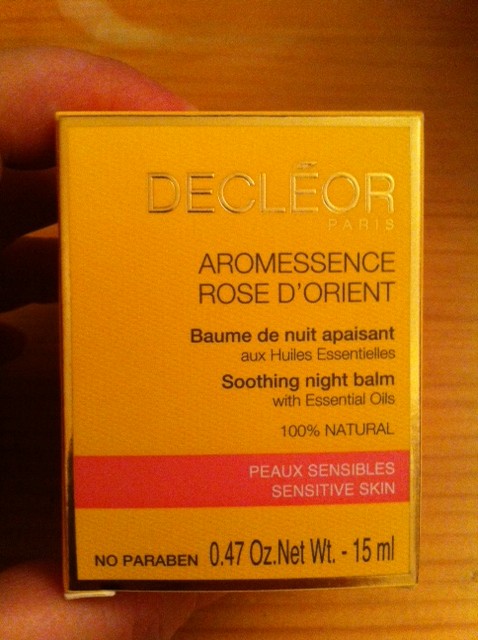 DECLÉOR
PARIS
AROMESSENCE
ROSE D'ORIENT
Baume de nuit apaisant
aux Huiles Essentielles
Soothing night balm
with Essential Oils
100% NATURAL
PEAUX SENSIBLES
SENSITIVE SKIN
NO PARABEN 0.47 Oz.Net Wt. - 15 ml